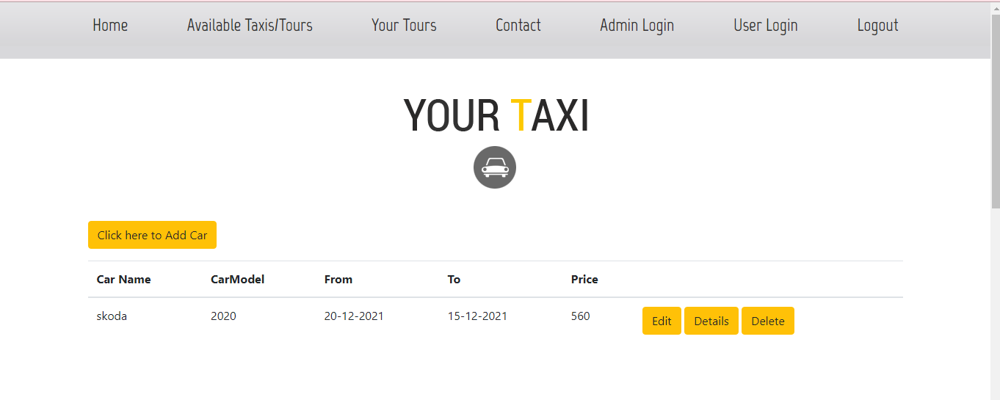 Home Available Taxis/Tours Your Tours Contact Admin Login User Login Logout
YOUR TAXI
Click here to Add Car
Car Name CarModel From To Price
skoda 2020 20-12-2021 15-12-2021 560 Edit Details Delete